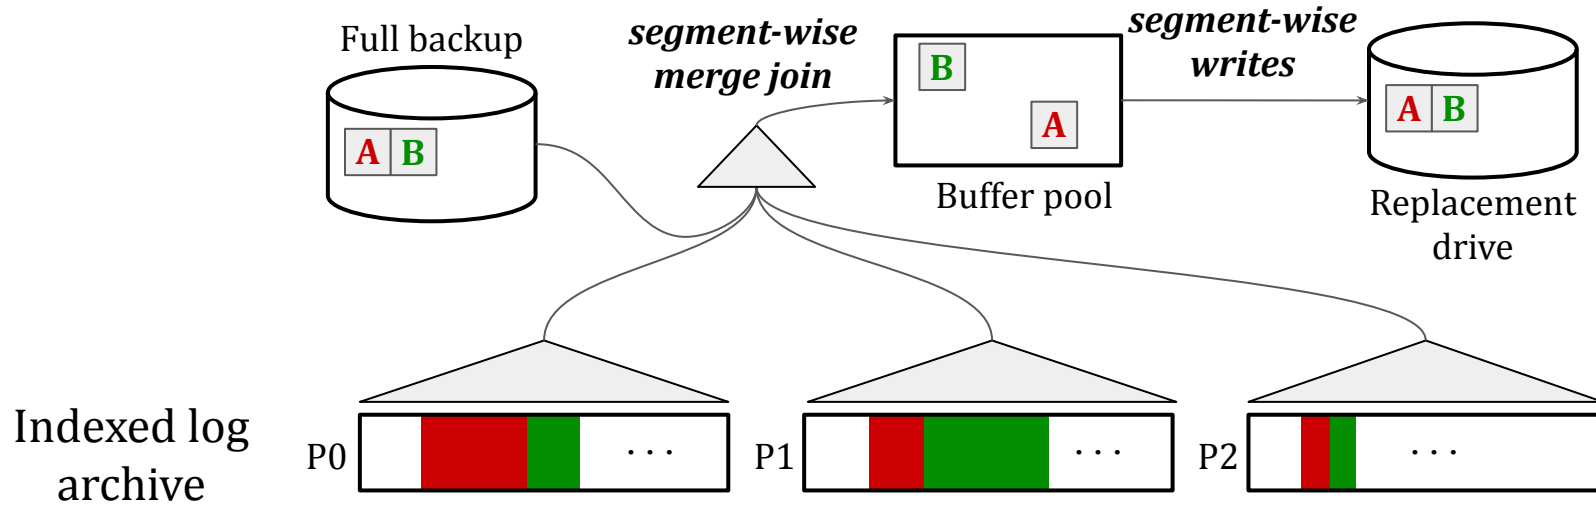 Full backup
A B
segment-wise
merge join
B
A
Buffer pool
segment-wise
writes
A B
Replacement
drive
Indexed log
archive
P0
· · ·
P1
· · ·
P2
· · ·